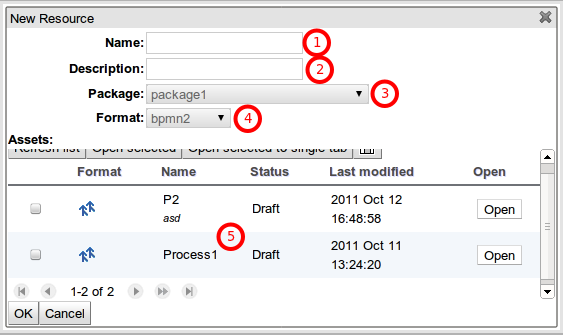 New Resource
Name: 1
Description: 2
Package: package1 3
Format: bpmn2 4
Assets:
Refresh list Open selected Open selected to single tab
Format Name Status Last modified Open
P2 asd Draft 2011 Oct 12 16:48:58 Open
Process1 5 Draft 2011 Oct 11 13:24:20 Open
1-2 of 2
OK Cancel